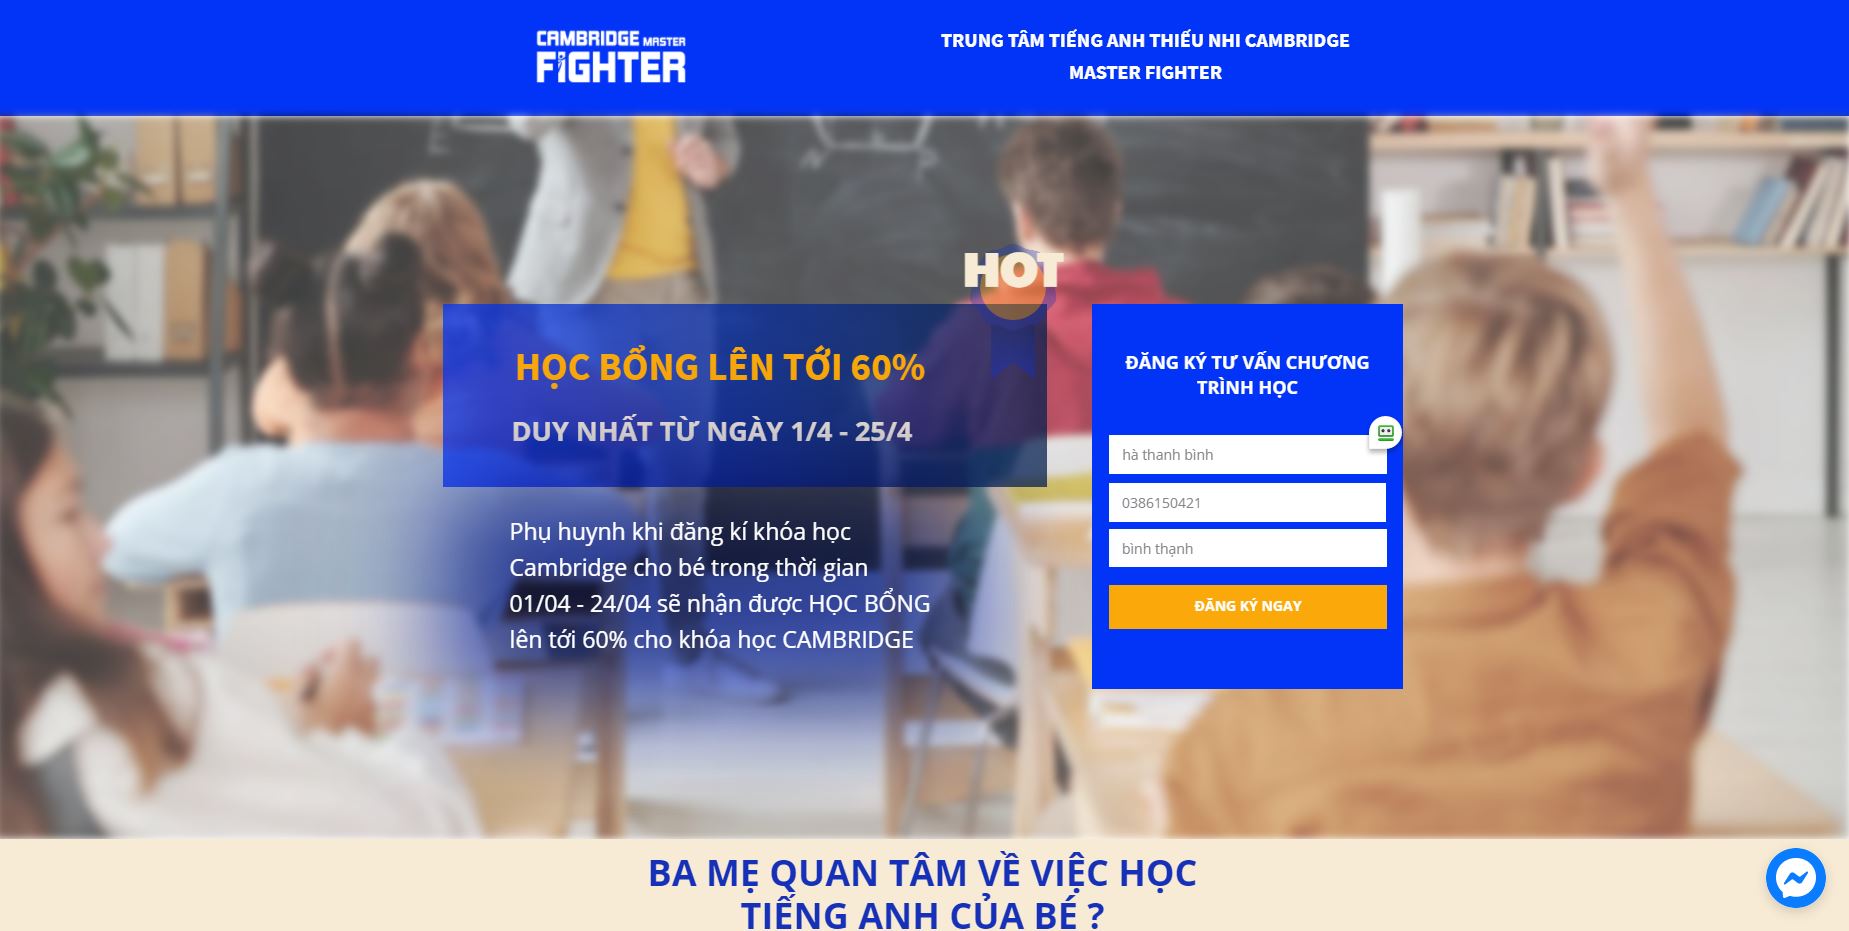 CAMBRIDGE MASTER
FIGHTER
TRUNG TÂM TIẾNG ANH THIẾU NHI CAMBRIDGE
MASTER FIGHTER
HOT
HỌC BỔNG LÊN TỚI 60%
DUY NHẤT TỪ NGÀY 1/4 - 25/4
Phụ huynh khi đăng kí khóa học
Cambridge cho bé trong thời gian
01/04 - 24/04 sẽ nhận được HỌC BỔNG
lên tới 60% cho khóa học CAMBRIDGE
ĐĂNG KÝ TƯ VẤN CHƯƠNG
TRÌNH HỌC
hà thanh bình
0386150421
bình thạnh
ĐĂNG KÝ NGAY
BA MẸ QUAN TÂM VỀ VIỆC HỌC
TIẾNG ANH CỦA BÉ ?